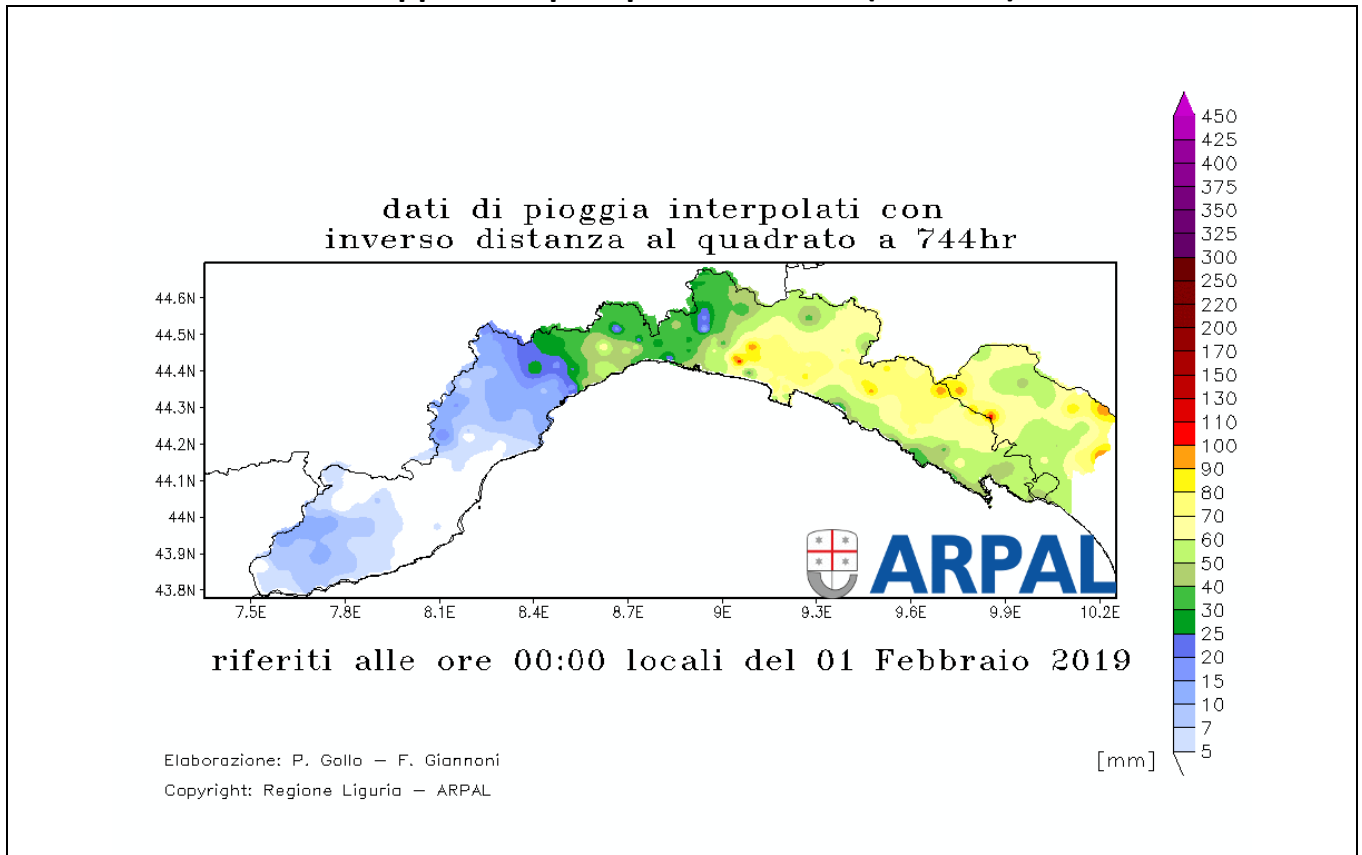 dati di pioggia interpolati con
inverso distanza al quadrato a 744hr
44.6N
44.5N
44.4N
44.3N
44.2N
44.1N
44N
43.9N
43.8N
7.5E 7.8E 8.1E 8.4E 8.7E 9E 9.3E 9.6E 9.9E 10.2E
ARPAL
450
425
400
375
350
325
300
250
220
200
170
150
130
110
100
90
80
70
60
50
40
30
25
20
15
10
7
5
[mm]
riferiti alle ore 00:00 locali del 01 Febbraio 2019
Elaborazione: P. Gollo – F. Giannoni
Copyright: Regione Liguria – ARPAL